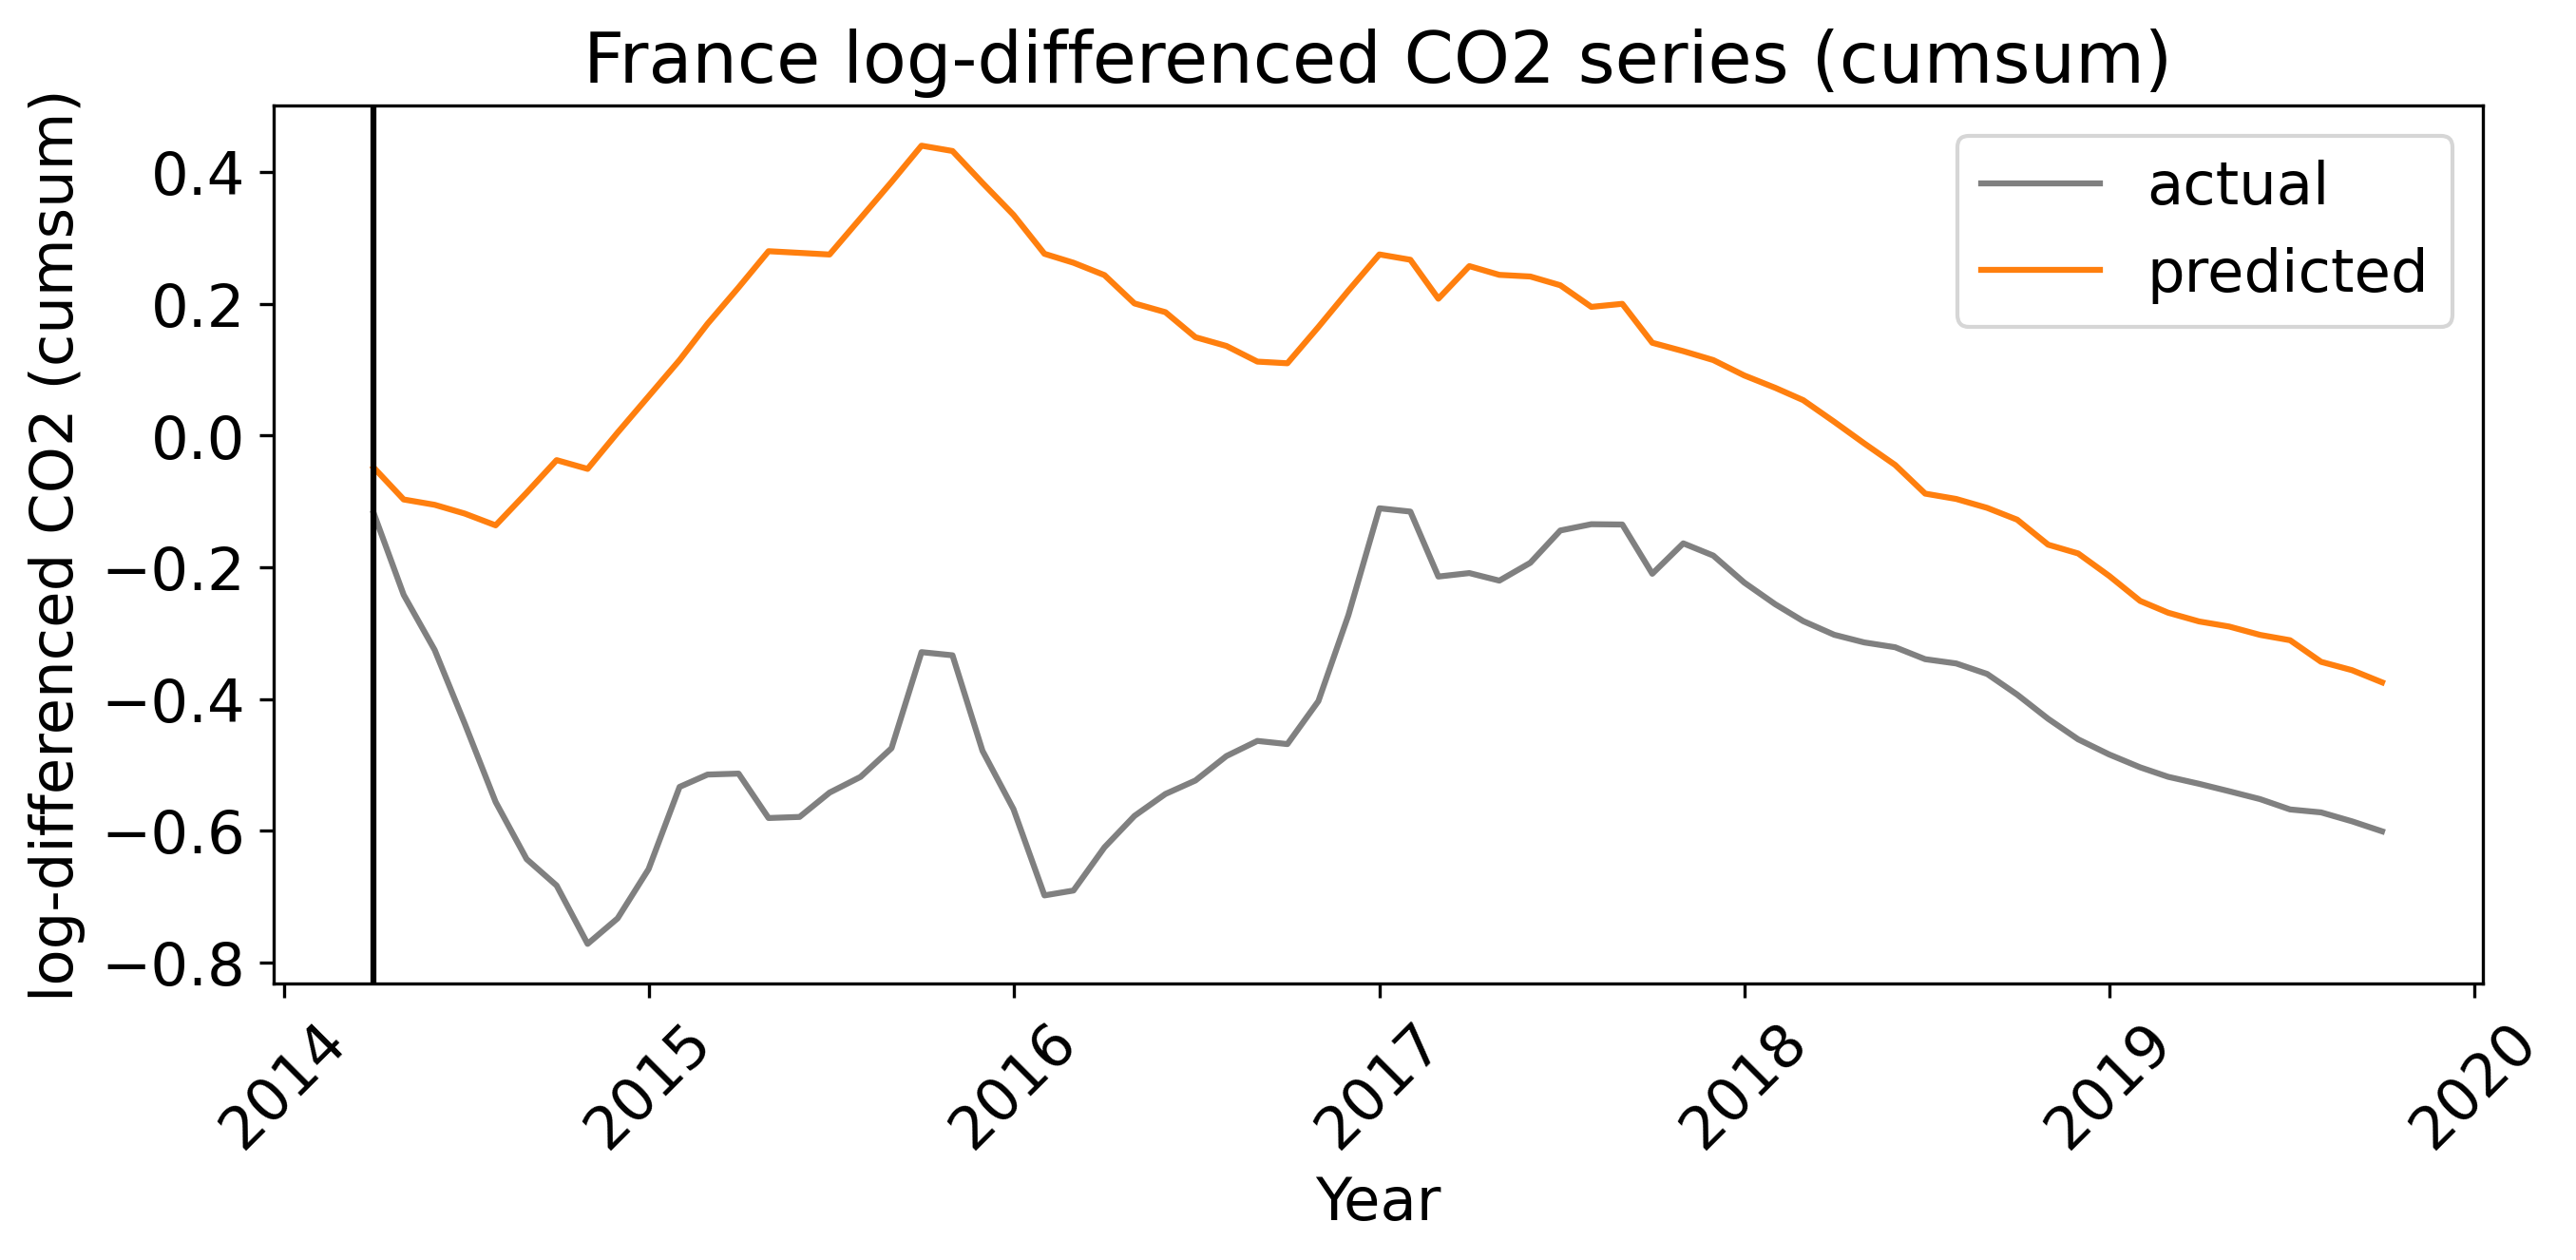 France log-differenced CO2 series (cumsum)
log-differenced CO2 (cumsum)
0.4
0.2
0.0
−0.2
−0.4
−0.6
−0.8
actual
predicted
2014
2015
2016
2017
2018
2019
2020
Year